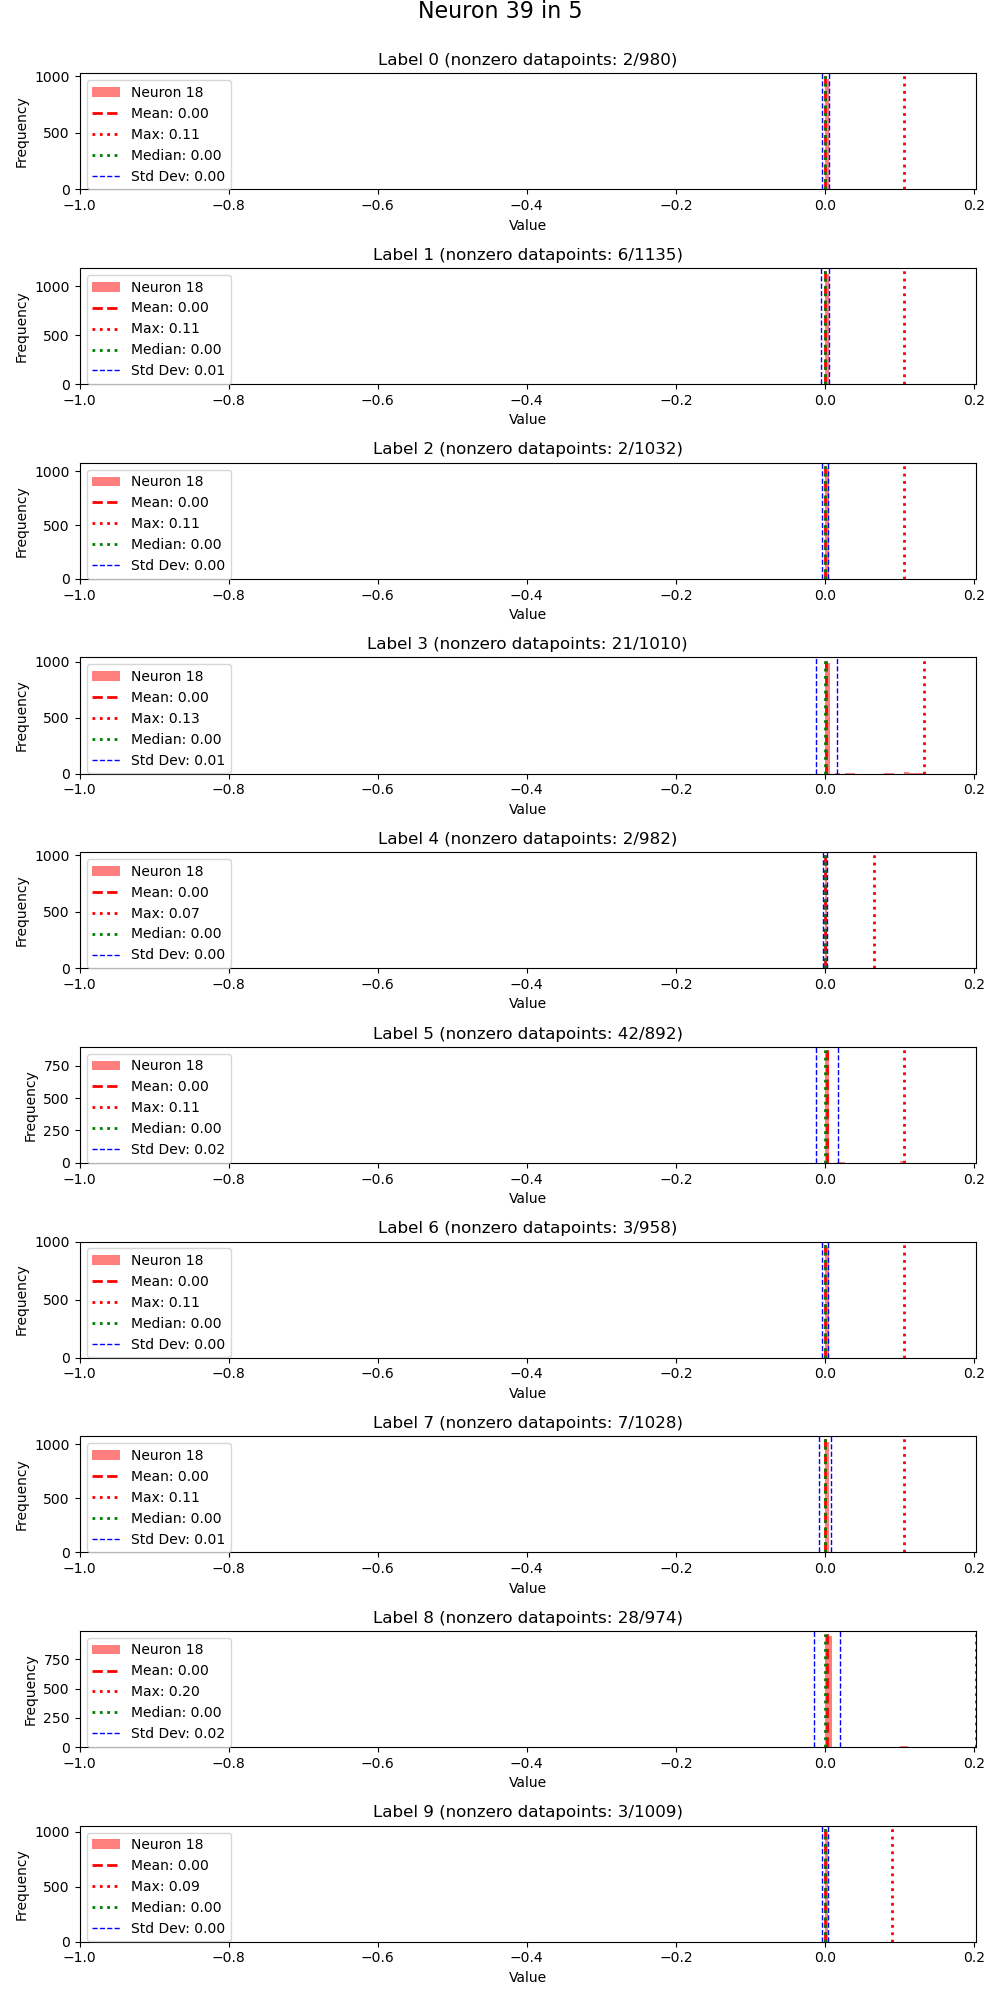 Neuron 39 in 5
Label 0 (nonzero datapoints: 2/980)
Frequency
1000
500
0
Neuron 18
Mean: 0.00
Max: 0.11
Median: 0.00
Std Dev: 0.00
−1.0 −0.8 −0.6 −0.4 −0.2 0.0 0.2
Value
Label 1 (nonzero datapoints: 6/1135)
Frequency
1000
500
0
Neuron 18
Mean: 0.00
Max: 0.11
Median: 0.00
Std Dev: 0.01
−1.0 −0.8 −0.6 −0.4 −0.2 0.0 0.2
Value
Label 2 (nonzero datapoints: 2/1032)
Frequency
1000
500
0
Neuron 18
Mean: 0.00
Max: 0.11
Median: 0.00
Std Dev: 0.00
−1.0 −0.8 −0.6 −0.4 −0.2 0.0 0.2
Value
Label 3 (nonzero datapoints: 21/1010)
Frequency
1000
500
0
Neuron 18
Mean: 0.00
Max: 0.13
Median: 0.00
Std Dev: 0.01
−1.0 −0.8 −0.6 −0.4 −0.2 0.0 0.2
Value
Label 4 (nonzero datapoints: 2/982)
Frequency
1000
500
0
Neuron 18
Mean: 0.00
Max: 0.07
Median: 0.00
Std Dev: 0.00
−1.0 −0.8 −0.6 −0.4 −0.2 0.0 0.2
Value
Label 5 (nonzero datapoints: 42/892)
Frequency
750
500
250
0
Neuron 18
Mean: 0.00
Max: 0.11
Median: 0.00
Std Dev: 0.02
−1.0 −0.8 −0.6 −0.4 −0.2 0.0 0.2
Value
Label 6 (nonzero datapoints: 3/958)
Frequency
1000
500
0
Neuron 18
Mean: 0.00
Max: 0.11
Median: 0.00
Std Dev: 0.00
−1.0 −0.8 −0.6 −0.4 −0.2 0.0 0.2
Value
Label 7 (nonzero datapoints: 7/1028)
Frequency
1000
500
0
Neuron 18
Mean: 0.00
Max: 0.11
Median: 0.00
Std Dev: 0.01
−1.0 −0.8 −0.6 −0.4 −0.2 0.0 0.2
Value
Label 8 (nonzero datapoints: 28/974)
Frequency
750
500
250
0
Neuron 18
Mean: 0.00
Max: 0.20
Median: 0.00
Std Dev: 0.02
−1.0 −0.8 −0.6 −0.4 −0.2 0.0 0.2
Value
Label 9 (nonzero datapoints: 3/1009)
Frequency
1000
500
0
Neuron 18
Mean: 0.00
Max: 0.09
Median: 0.00
Std Dev: 0.00
−1.0 −0.8 −0.6 −0.4 −0.2 0.0 0.2
Value